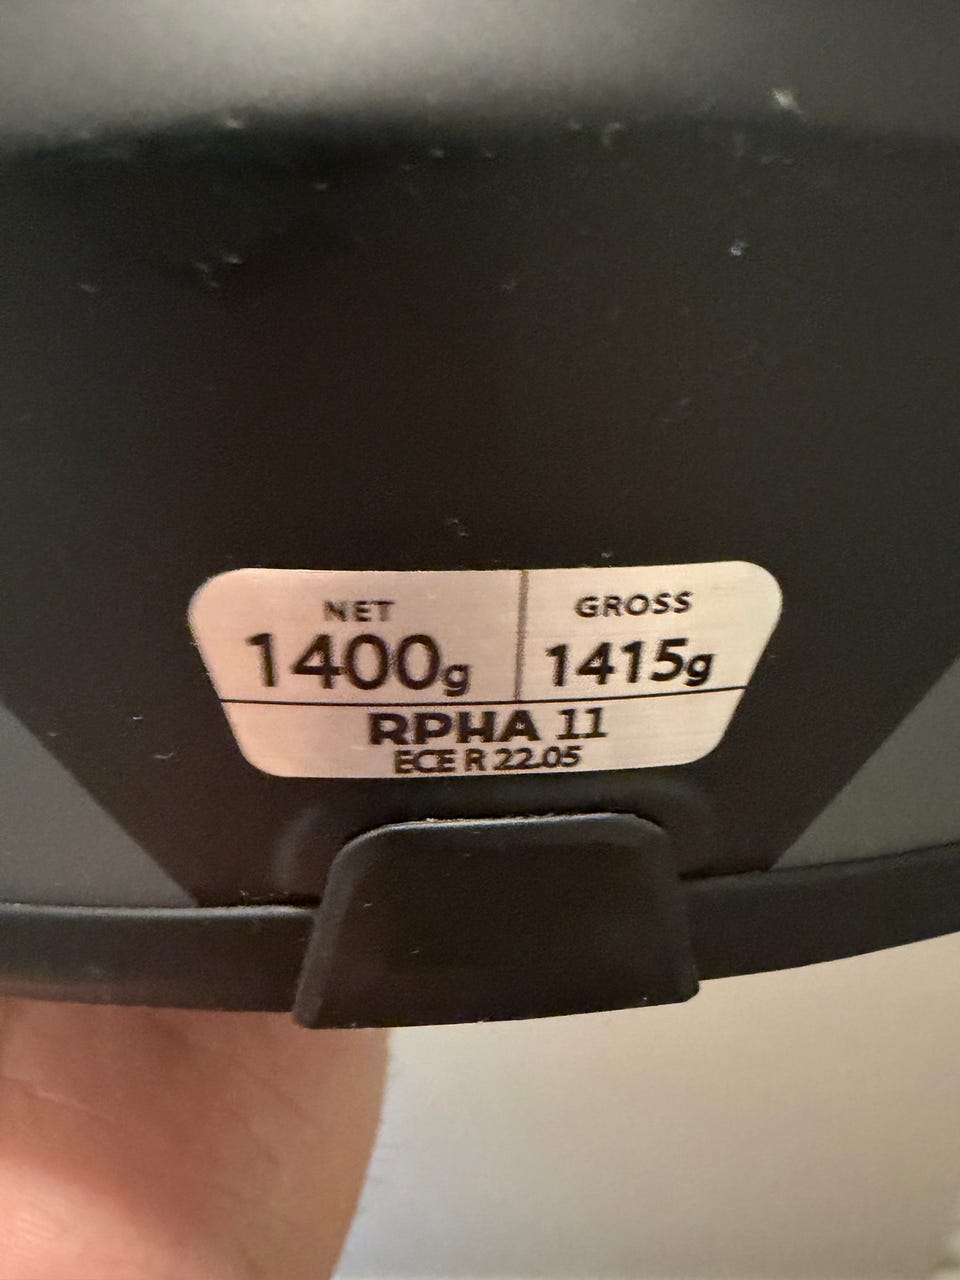 NET
1400g
GROSS
1415g
RPHA 11
ECE R 22.05